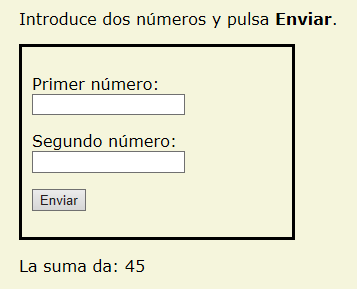 Introduce dos números y pulsa Enviar.
Primer número:
Segundo número:
Enviar
La suma da: 45